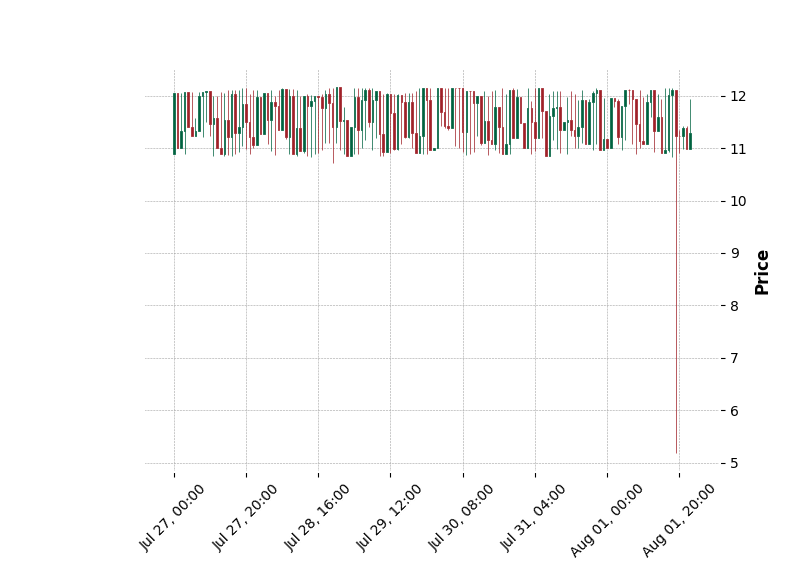 12
11
10
9
8
7
6
5
Price
Jul 27, 00:00
Jul 27, 20:00
Jul 28, 16:00
Jul 29, 12:00
Jul 30, 08:00
Jul 31, 04:00
Aug 01, 00:00
Aug 01, 20:00